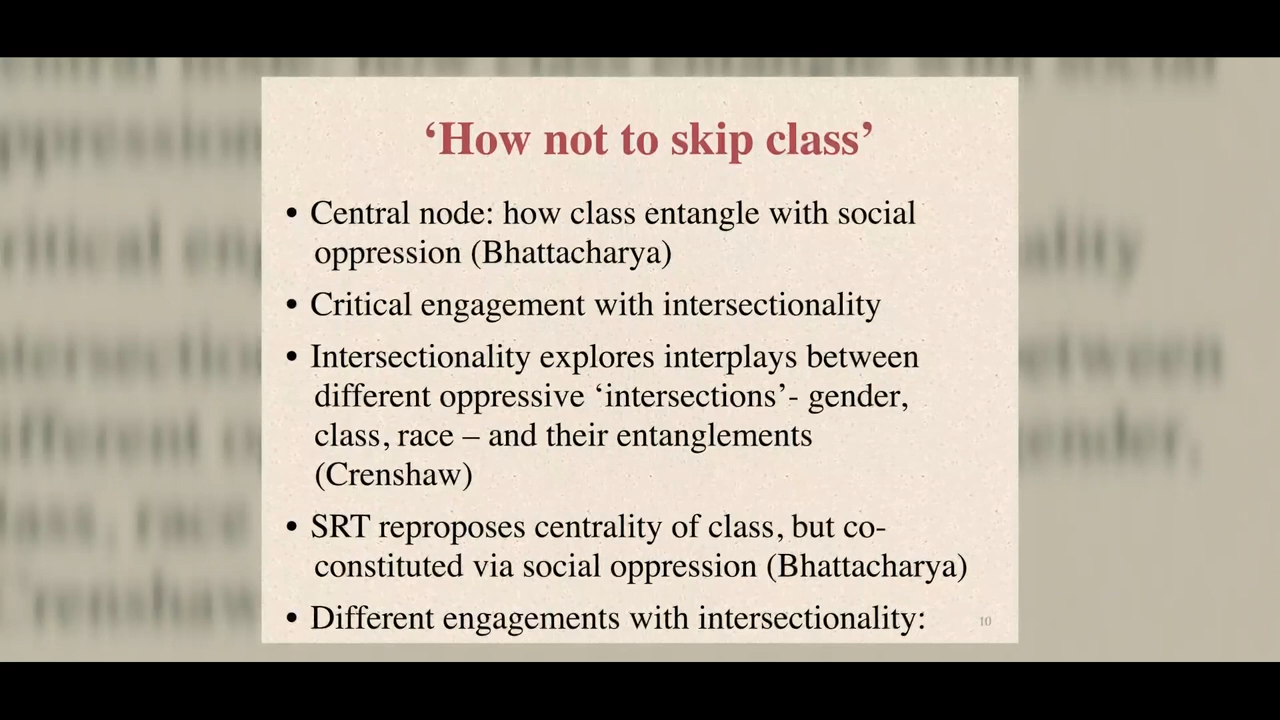 ‘How not to skip class’
• Central node: how class entangle with social
oppression (Bhattacharya)
• Critical engagement with intersectionality
• Intersectionality explores interplays between
different oppressive ‘intersections’- gender,
class, race – and their entanglements
(Crenshaw)
• SRT reproposes centrality of class, but co-
constituted via social oppression (Bhattacharya)
• Different engagements with intersectionality:
10